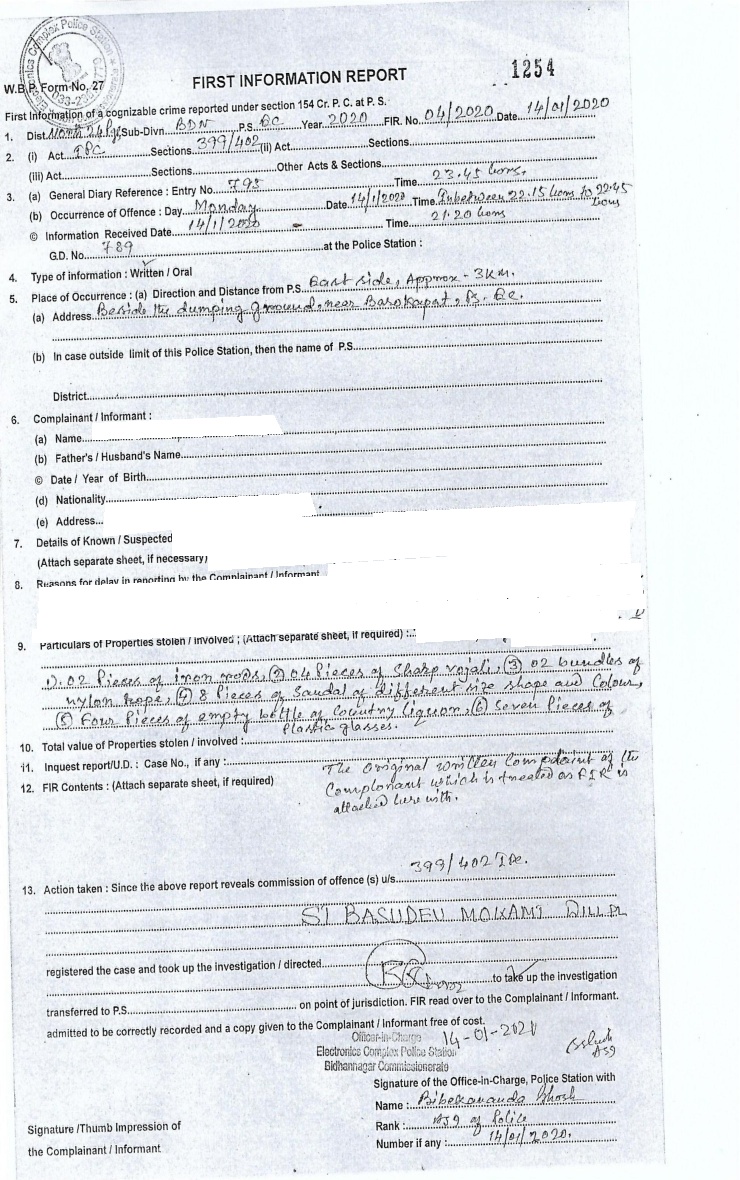 Electronics Complex Police Station
W.B.P. Form-No, 27
FIRST INFORMATION REPORT
1254
First Information of a cognizable crime reported under section 154 Cr. P. C. at P. S.
1. Dist. North 24 Pgs Sub-Divn. BDN P.S. EC Year 2020 FIR. No. 04/2020 Date 14/01/2020
2. (i) Act IPC Sections 399/402 (ii) Act Sections
(iii) Act Sections Other Acts & Sections
3. (a) General Diary Reference : Entry No. 795 Time 23.45 hours.
(b) Occurrence of Offence : Day Monday Date 14/1/2020 Time Inbetween 22.15 hours to 22.45 hours
© Information Received Date 14/1/2020 - Time 21.20 hours
G.D. No. 789 at the Police Station :
4. Type of information : Written / Oral
5. Place of Occurrence : (a) Direction and Distance from P.S. East side, Approx - 3 KM.
(a) Address Beside the dumping ground, near Barokapat, Ps. EC.
(b) In case outside limit of this Police Station, then the name of P.S.
District
6. Complainant / Informant :
(a) Name
(b) Father's / Husband's Name
© Date / Year of Birth
(d) Nationality
(e) Address
7. Details of Known / Suspected
(Attach separate sheet, if necessary)
8. Reasons for delay in reporting by the Complainant / Informant
9. Particulars of Properties stolen / involved ; (Attach separate sheet, if required) :
1) 02 Pieces of iron rods, (2) 04 Pieces of Sharp vojali, (3) 02 bundles of
nylon rope, (4) 8 Pieces of Sandal of different size shape and Colour,
(5) Four Pieces of empty bottle of Country liquor, (6) Seven Pieces of
Plastic glasses.
10. Total value of Properties stolen / involved :
11. Inquest report/U.D. : Case No., if any :
12. FIR Contents : (Attach separate sheet, if required) The original written complaint of the
Complainant which is treated as FIR is
attached here with.
13. Action taken : Since the above report reveals commission of offence (s) u/s 399/402 IPC.
SI BASUDEV MOKAMI WILL PL
registered the case and took up the investigation / directed
to take up the investigation
transferred to P.S. on point of jurisdiction. FIR read over to the Complainant / Informant.
admitted to be correctly recorded and a copy given to the Complainant / Informant free of cost.
Officer-in-Charge 14-01-2020
Electronics Complex Police Station
Bidhannagar Commissionerate
ASI
Signature of the Office-in-Charge, Police Station with
Name : Bibekananda Ghosh
Rank : ASI of Police
Number if any : 14/01/2020.
Signature /Thumb Impression of
the Complainant / Informant